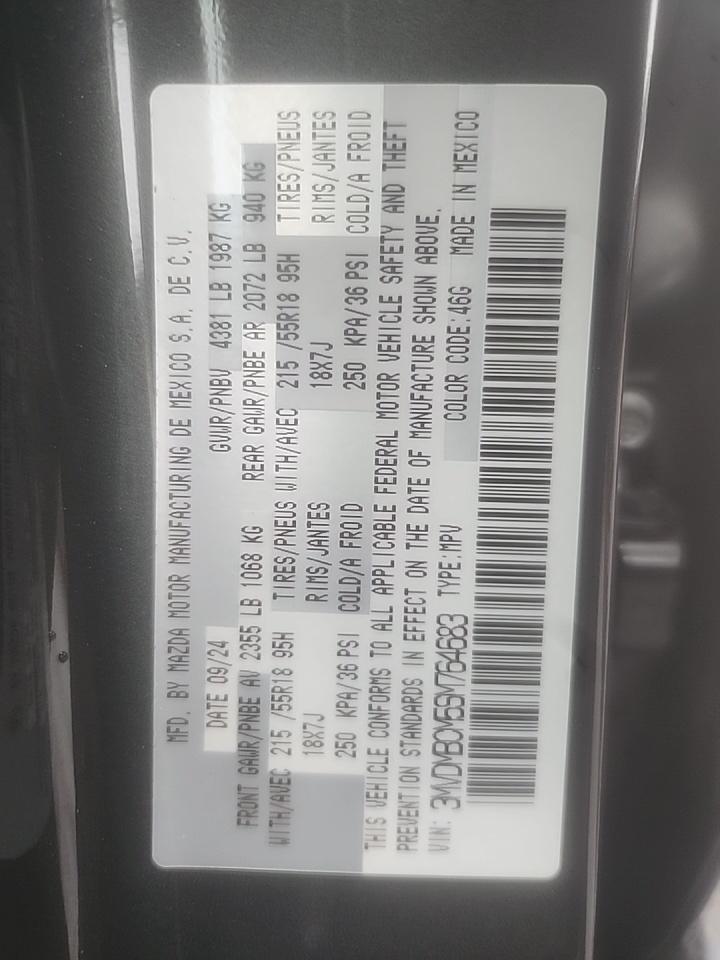 MFD. BY MAZDA MOTOR MANUFACTURING DE MEXICO S.A. DE C.V.
DATE 09/24 GVWR/PNBV 4381 LB 1987 KG
FRONT GAWR/PNBE AV 2355 LB 1068 KG REAR GAWR/PNBE AR 2072 LB 940 KG
WITH/AVEC 215 /55R18 95H TIRES/PNEUS WITH/AVEC 215 /55R18 95H TIRES/PNEUS
18X7J RIMS/JANTES 18X7J RIMS/JANTES
250 KPA/36 PSI COLD/A FROID 250 KPA/36 PSI COLD/A FROID
THIS VEHICLE CONFORMS TO ALL APPLICABLE FEDERAL MOTOR VEHICLE SAFETY AND THEFT
PREVENTION STANDARDS IN EFFECT ON THE DATE OF MANUFACTURE SHOWN ABOVE.
VIN: 3MVDMBCM5SM764683 TYPE:MPV COLOR CODE:46G MADE IN MEXICO